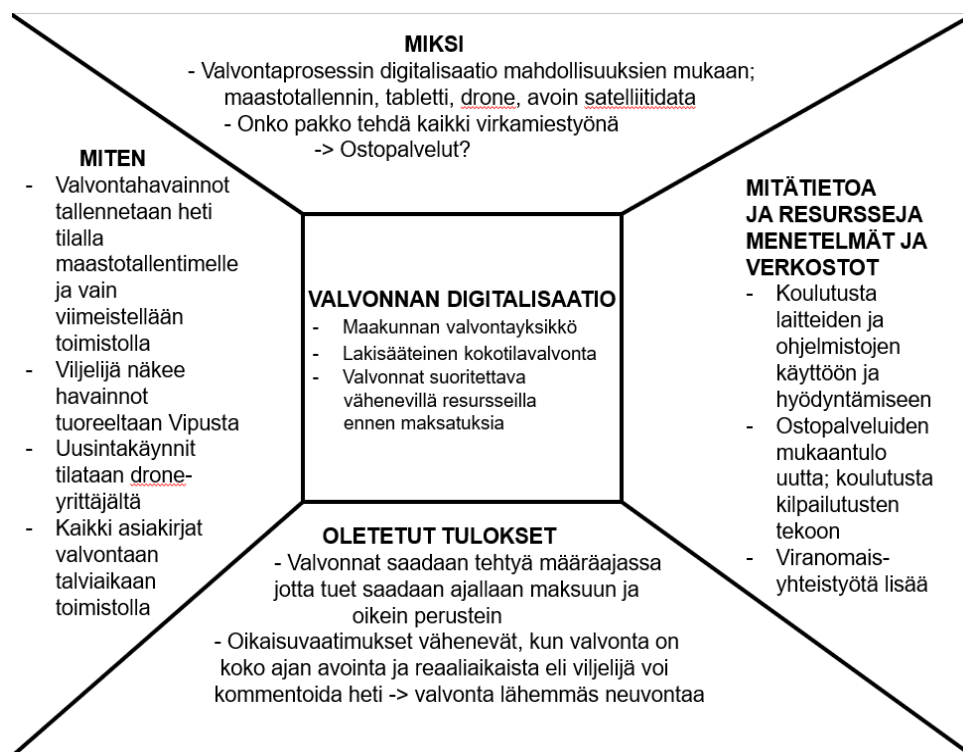 MIKSI
- Valvontaprosessin digitalisaatio mahdollisuuksien mukaan;
maastotallennin, tabletti, drone, avoin satelliitidata
- Onko pakko tehdä kaikki virkamiestyönä
-> Ostopalvelut?
MITEN
- Valvontahavainnot
tallennetaan heti
tilalla
maastotallentimelle
ja vain
viimeistellään
toimistolla
- Viljelijä näkee
havainnot
tuoreeltaan Vipusta
- Uusintakäynnit
tilataan drone-
yrittäjältä
- Kaikki asiakirjat
valvontaan
talviaikaan
toimistolla
VALVONNAN DIGITALISAATIO
- Maakunnan valvontayksikkö
- Lakisääteinen kokotilavalvonta
- Valvonnat suoritettava
vähenevillä resursseilla
ennen maksatuksia
MITÄTIETOA
JA RESURSSEJA
MENETELMÄT JA
VERKOSTOT
- Koulutusta
laitteiden ja
ohjelmistojen
käyttöön ja
hyödyntämiseen
- Ostopalveluiden
mukaantulo
uutta; koulutusta
kilpailutusten
tekoon
- Viranomais-
yhteistyötä lisää
OLETETUT TULOKSET
- Valvonnat saadaan tehtyä määräajassa
jotta tuet saadaan ajallaan maksuun ja
oikein perustein
- Oikaisuvaatimukset vähenevät, kun valvonta on
koko ajan avointa ja reaaliaikaista eli viljelijä voi
kommentoida heti -> valvonta lähemmäs neuvontaa